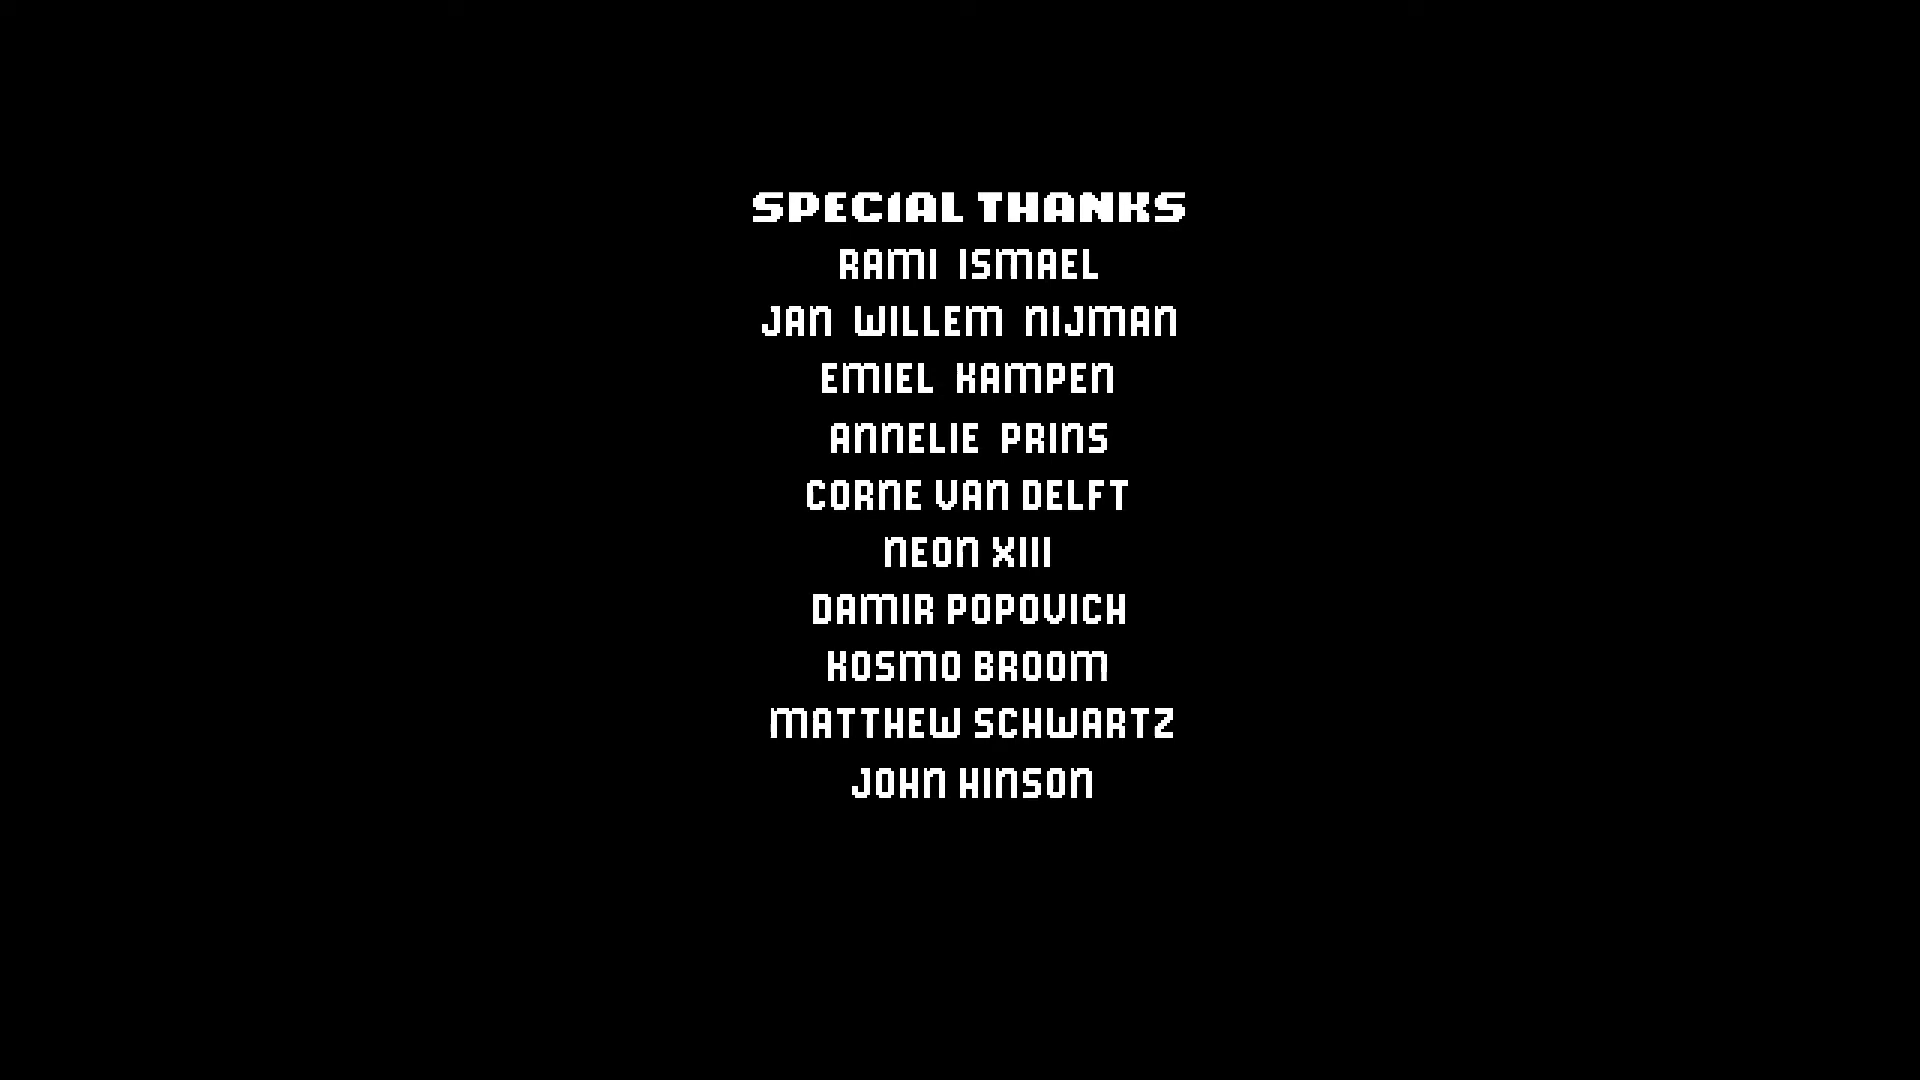 SPECIAL THANKS
RAMI ISMAEL
JAN WILLEM NIJMAN
EMIEL KAMPEN
ANNELIE PRINS
CORNE VAN DELFT
NEON XIII
DAMIR POPOVICH
KOSMO BROOM
MATTHEW SCHWARTZ
JOHN HINSON